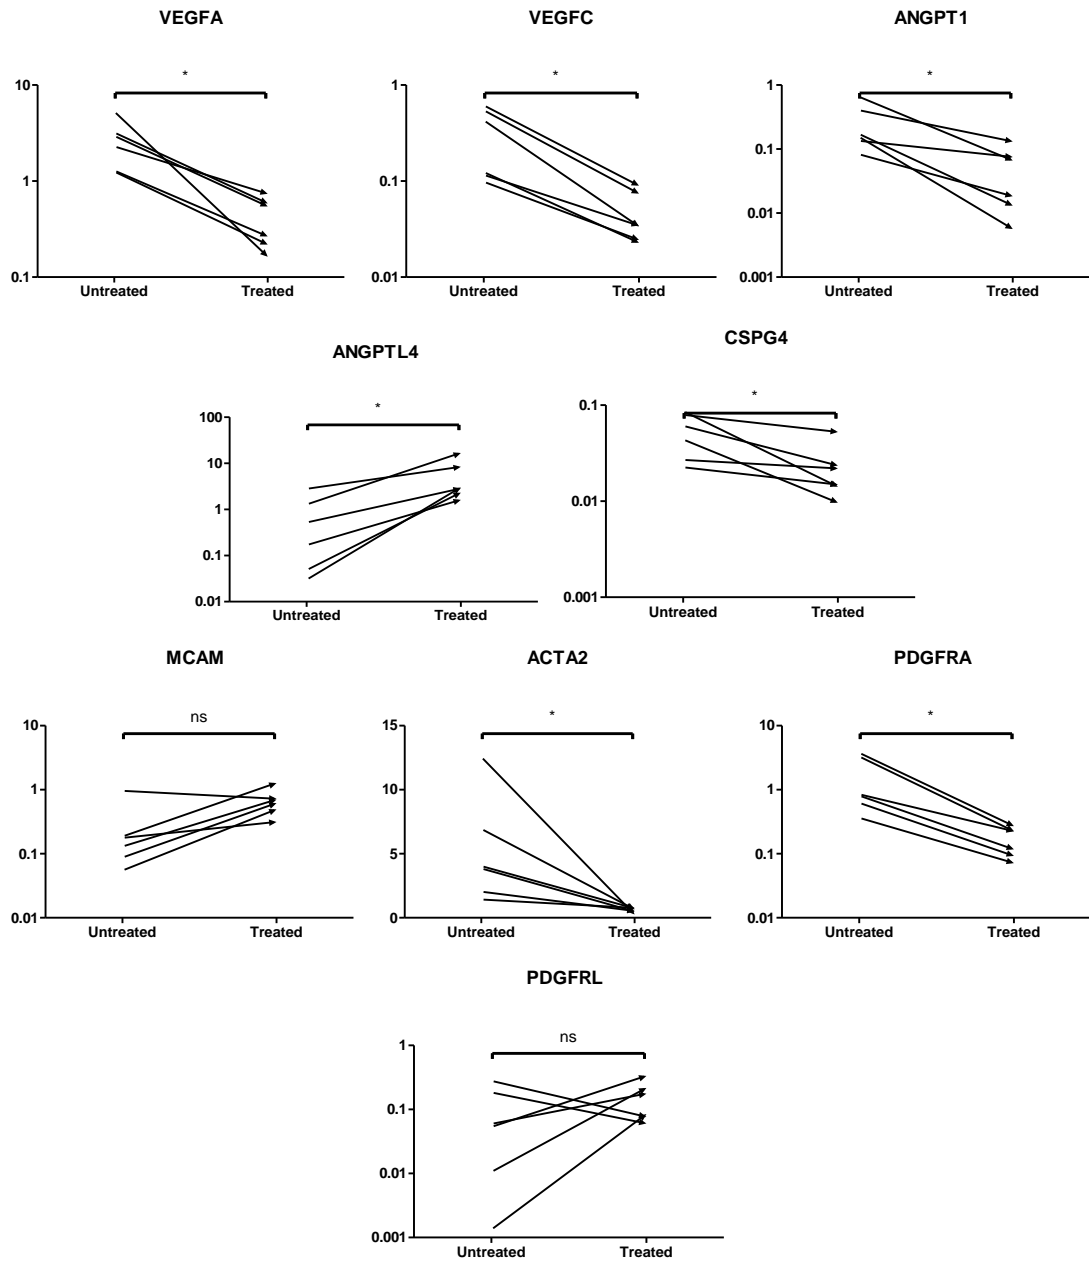 VEGFA
VEGFC
ANGPT1
*
*
*
10
1
0.1
Untreated
Treated
1
0.1
0.01
Untreated
Treated
1
0.1
0.01
0.001
Untreated
Treated
ANGPTL4
CSPG4
*
*
100
10
1
0.1
0.01
Untreated
Treated
0.1
0.01
0.001
Untreated
Treated
MCAM
ACTA2
PDGFRA
ns
*
*
10
1
0.1
0.01
Untreated
Treated
15
10
5
0
Untreated
Treated
10
1
0.1
0.01
Untreated
Treated
PDGFRL
ns
1
0.1
0.01
0.001
Untreated
Treated